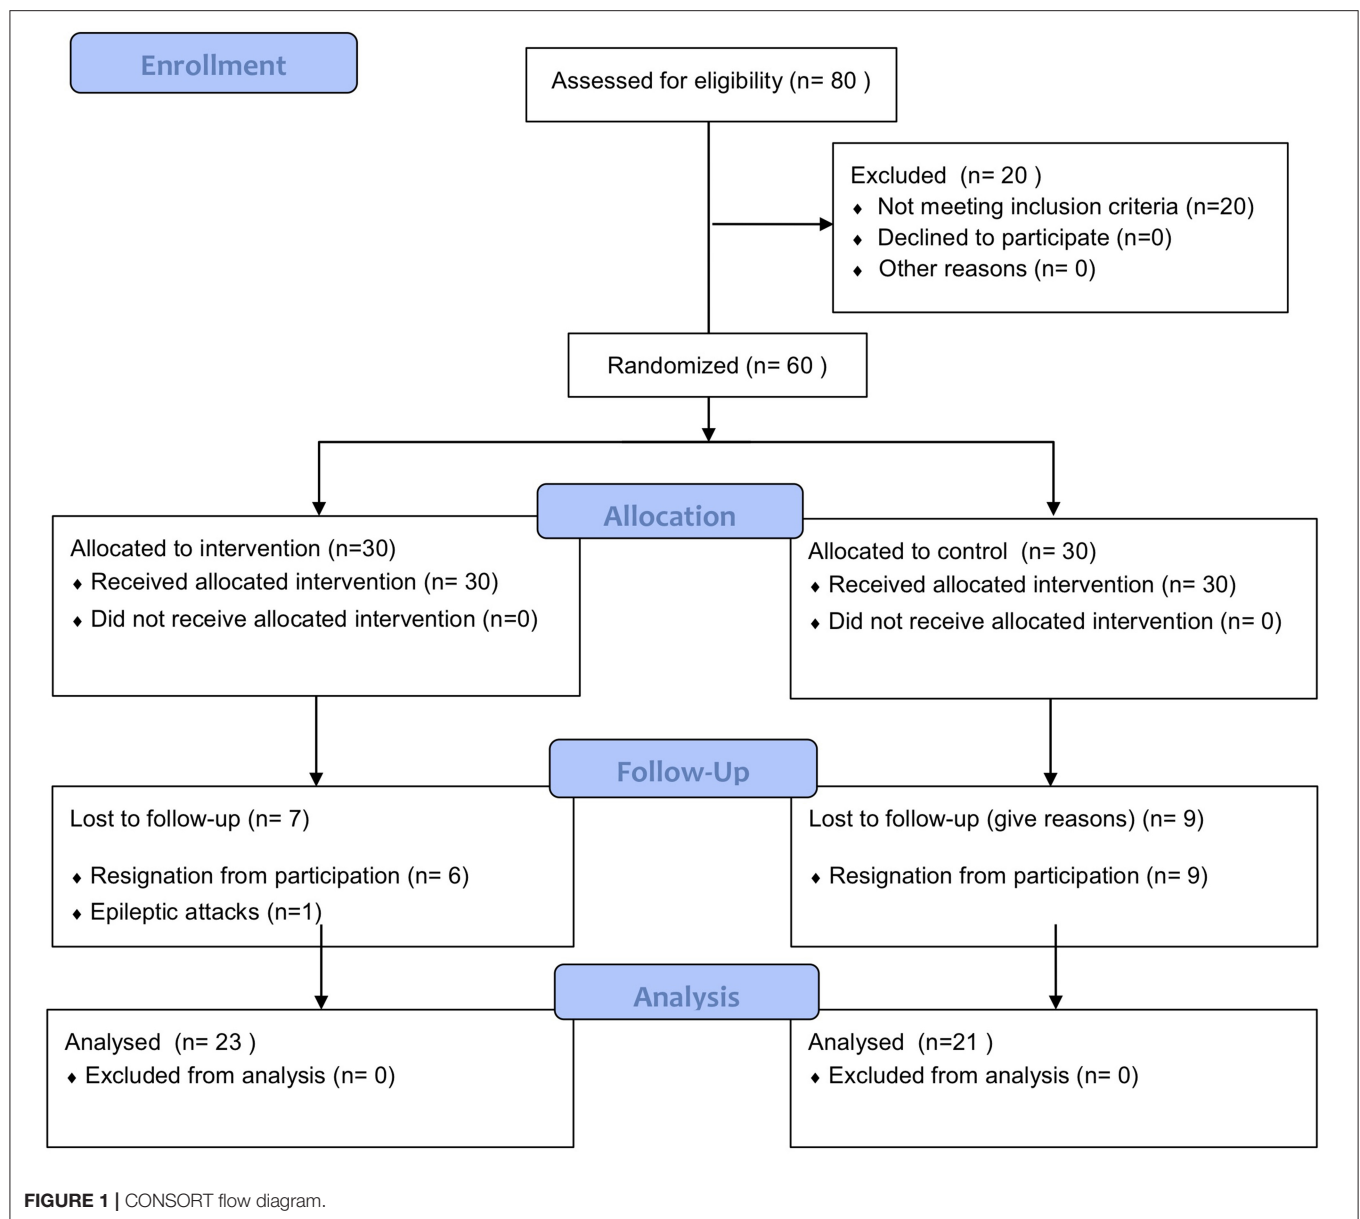 Enrollment
Assessed for eligibility (n= 80 )
Excluded (n= 20 )
♦ Not meeting inclusion criteria (n=20)
♦ Declined to participate (n=0)
♦ Other reasons (n= 0)
Randomized (n= 60 )
Allocation
Allocated to intervention (n=30)
♦ Received allocated intervention (n= 30)
♦ Did not receive allocated intervention (n=0)
Allocated to control (n= 30)
♦ Received allocated intervention (n= 30)
♦ Did not receive allocated intervention (n= 0)
Follow-Up
Lost to follow-up (n= 7)
♦ Resignation from participation (n= 6)
♦ Epileptic attacks (n=1)
Lost to follow-up (give reasons) (n= 9)
♦ Resignation from participation (n= 9)
Analysis
Analysed (n= 23 )
♦ Excluded from analysis (n= 0)
Analysed (n=21 )
♦ Excluded from analysis (n= 0)
FIGURE 1 | CONSORT flow diagram.